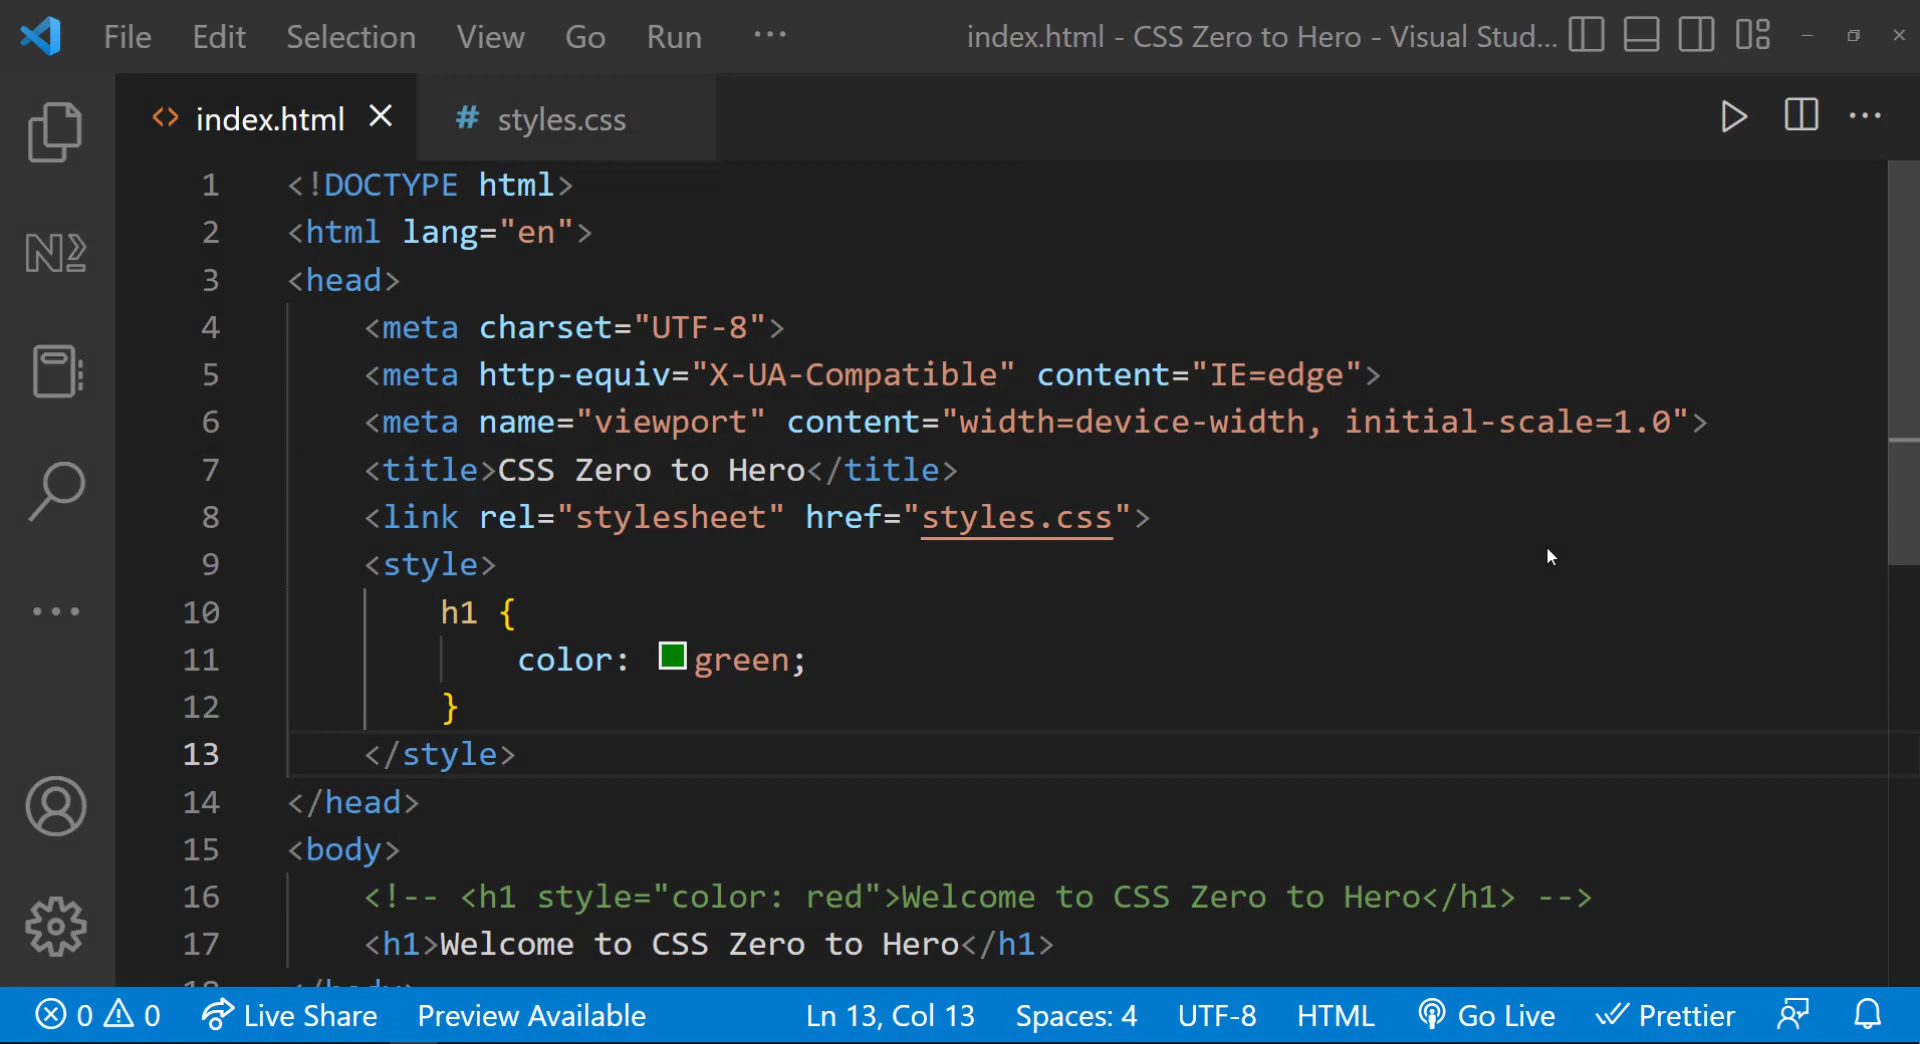 File Edit Selection View Go Run ··· index.html - CSS Zero to Hero - Visual Stud...
<> index.html # styles.css
1 <!DOCTYPE html>
2 <html lang="en">
3 <head>
4 <meta charset="UTF-8">
5 <meta http-equiv="X-UA-Compatible" content="IE=edge">
6 <meta name="viewport" content="width=device-width, initial-scale=1.0">
7 <title>CSS Zero to Hero</title>
8 <link rel="stylesheet" href="styles.css">
9 <style>
10 h1 {
11 color: green;
12 }
13 </style>
14 </head>
15 <body>
16 <!-- <h1 style="color: red">Welcome to CSS Zero to Hero</h1> -->
17 <h1>Welcome to CSS Zero to Hero</h1>
18 </body>
0 0 Live Share Preview Available Ln 13, Col 13 Spaces: 4 UTF-8 HTML Go Live Prettier